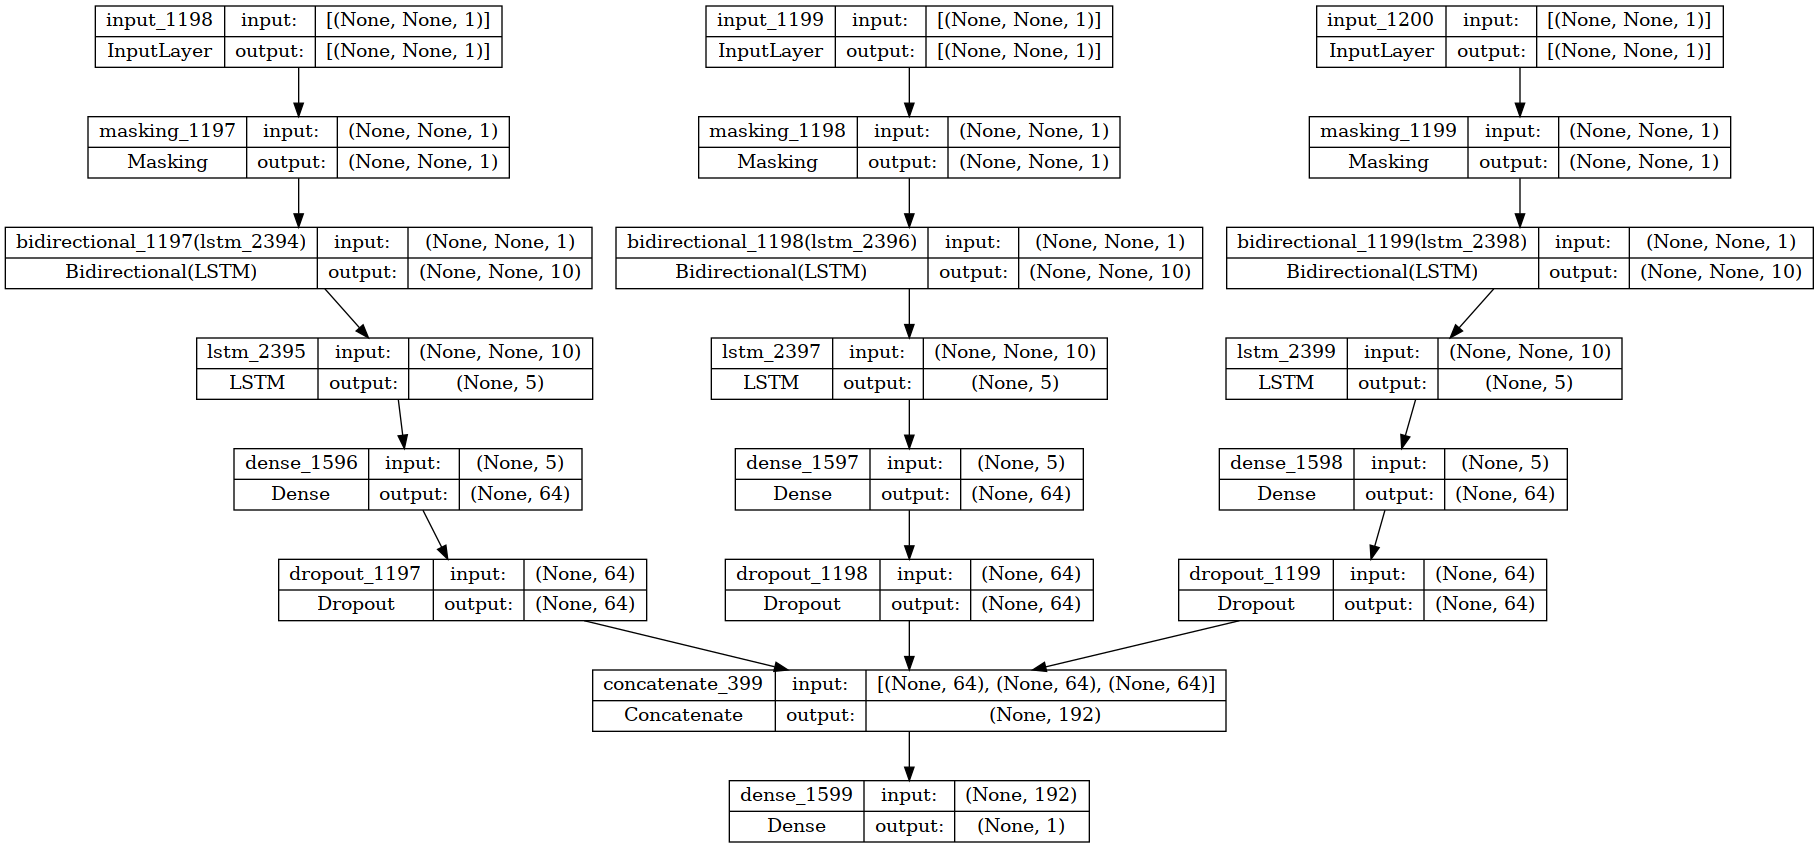 input_1198 input: [(None, None, 1)]
InputLayer output: [(None, None, 1)]
input_1199 input: [(None, None, 1)]
InputLayer output: [(None, None, 1)]
input_1200 input: [(None, None, 1)]
InputLayer output: [(None, None, 1)]
masking_1197 input: (None, None, 1)
Masking output: (None, None, 1)
masking_1198 input: (None, None, 1)
Masking output: (None, None, 1)
masking_1199 input: (None, None, 1)
Masking output: (None, None, 1)
bidirectional_1197(lstm_2394) input: (None, None, 1)
Bidirectional(LSTM) output: (None, None, 10)
bidirectional_1198(lstm_2396) input: (None, None, 1)
Bidirectional(LSTM) output: (None, None, 10)
bidirectional_1199(lstm_2398) input: (None, None, 1)
Bidirectional(LSTM) output: (None, None, 10)
lstm_2395 input: (None, None, 10)
LSTM output: (None, 5)
lstm_2397 input: (None, None, 10)
LSTM output: (None, 5)
lstm_2399 input: (None, None, 10)
LSTM output: (None, 5)
dense_1596 input: (None, 5)
Dense output: (None, 64)
dense_1597 input: (None, 5)
Dense output: (None, 64)
dense_1598 input: (None, 5)
Dense output: (None, 64)
dropout_1197 input: (None, 64)
Dropout output: (None, 64)
dropout_1198 input: (None, 64)
Dropout output: (None, 64)
dropout_1199 input: (None, 64)
Dropout output: (None, 64)
concatenate_399 input: [(None, 64), (None, 64), (None, 64)]
Concatenate output: (None, 192)
dense_1599 input: (None, 192)
Dense output: (None, 1)